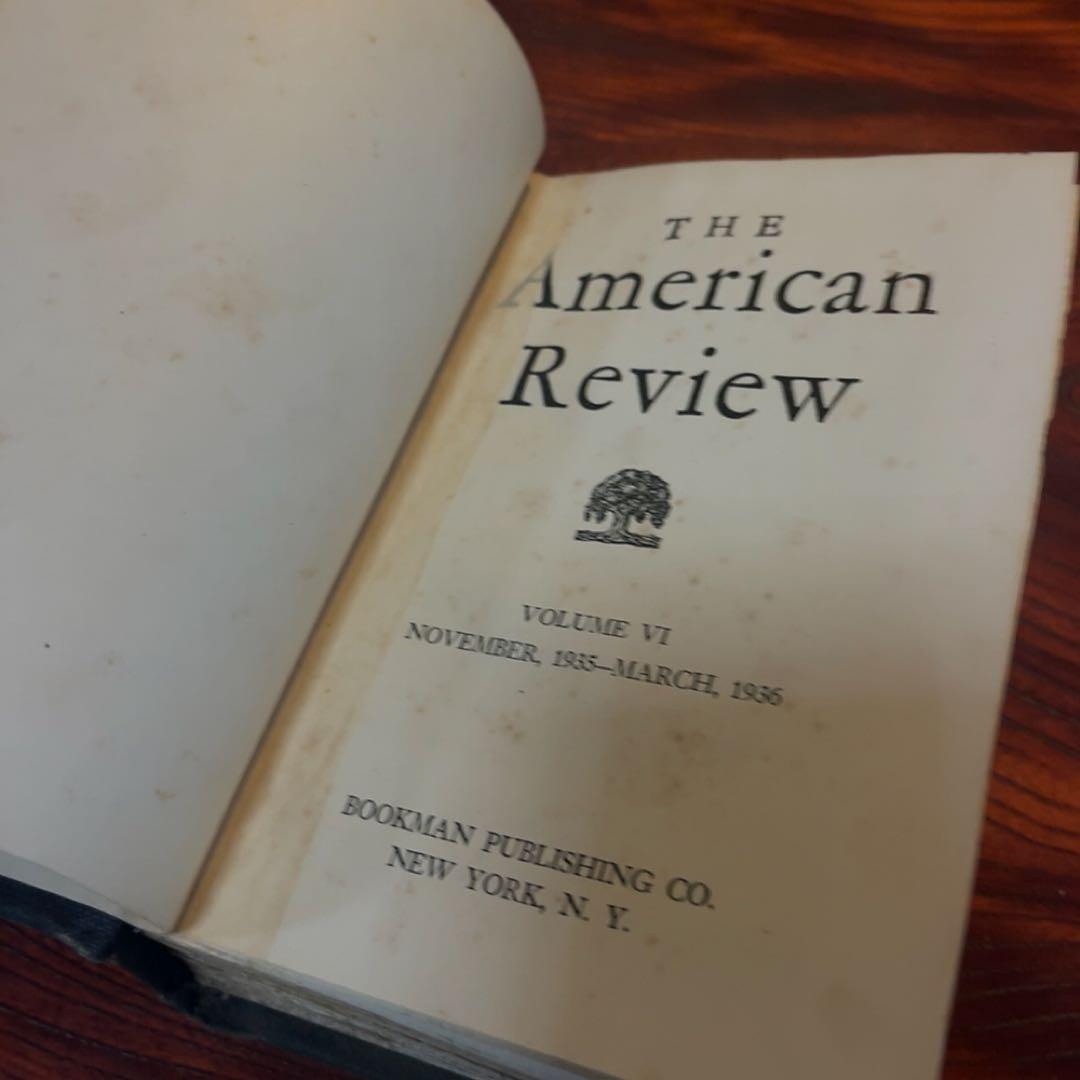 THE
American
Review
VOLUME VI
NOVEMBER, 1935–MARCH, 1936
BOOKMAN PUBLISHING CO.
NEW YORK, N. Y.